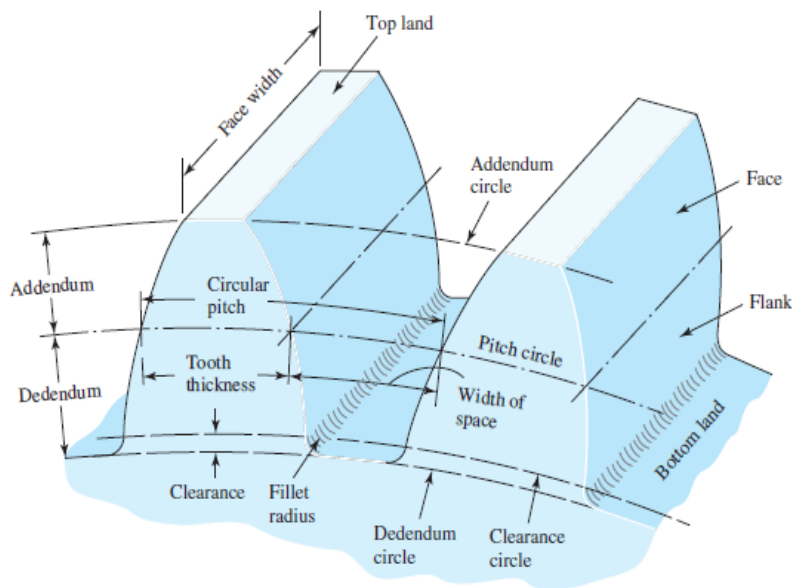 Top land
Face width
Addendum
circle
Face
Addendum
Circular
pitch
Flank
Pitch circle
Tooth
thickness
Dedendum
Width of
space
Bottom land
Clearance
Fillet
radius
Dedendum
circle
Clearance
circle